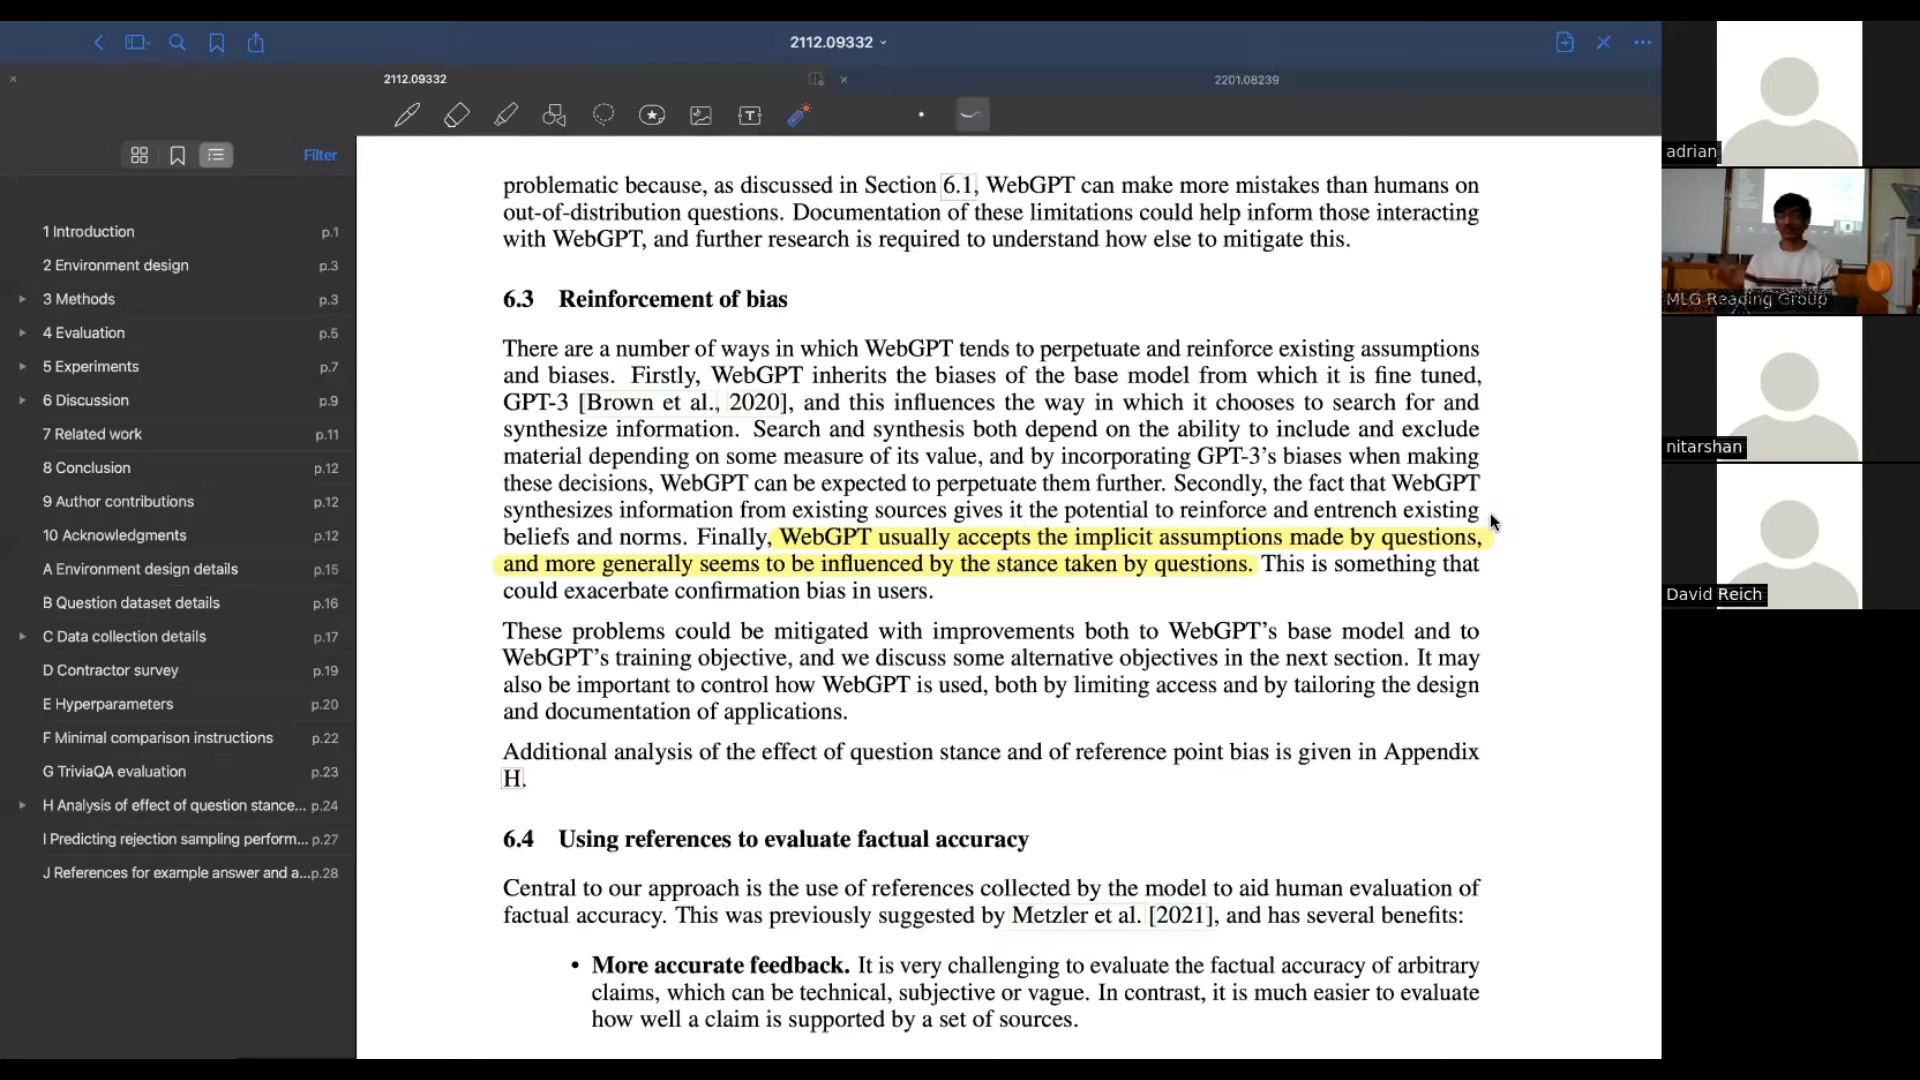 2112.09332
2112.09332
2201.08239
Filter
1 Introduction p.1
2 Environment design p.3
3 Methods p.3
4 Evaluation p.5
5 Experiments p.7
6 Discussion p.9
7 Related work p.11
8 Conclusion p.12
9 Author contributions p.12
10 Acknowledgments p.12
A Environment design details p.15
B Question dataset details p.16
C Data collection details p.17
D Contractor survey p.19
E Hyperparameters p.20
F Minimal comparison instructions p.22
G TriviaQA evaluation p.23
H Analysis of effect of question stance... p.24
I Predicting rejection sampling perform... p.27
J References for example answer and a...p.28
problematic because, as discussed in Section 6.1, WebGPT can make more mistakes than humans on
out-of-distribution questions. Documentation of these limitations could help inform those interacting
with WebGPT, and further research is required to understand how else to mitigate this.
6.3 Reinforcement of bias
There are a number of ways in which WebGPT tends to perpetuate and reinforce existing assumptions
and biases. Firstly, WebGPT inherits the biases of the base model from which it is fine tuned,
GPT-3 [Brown et al., 2020], and this influences the way in which it chooses to search for and
synthesize information. Search and synthesis both depend on the ability to include and exclude
material depending on some measure of its value, and by incorporating GPT-3's biases when making
these decisions, WebGPT can be expected to perpetuate them further. Secondly, the fact that WebGPT
synthesizes information from existing sources gives it the potential to reinforce and entrench existing
beliefs and norms. Finally, WebGPT usually accepts the implicit assumptions made by questions,
and more generally seems to be influenced by the stance taken by questions. This is something that
could exacerbate confirmation bias in users.
These problems could be mitigated with improvements both to WebGPT's base model and to
WebGPT's training objective, and we discuss some alternative objectives in the next section. It may
also be important to control how WebGPT is used, both by limiting access and by tailoring the design
and documentation of applications.
Additional analysis of the effect of question stance and of reference point bias is given in Appendix
H.
6.4 Using references to evaluate factual accuracy
Central to our approach is the use of references collected by the model to aid human evaluation of
factual accuracy. This was previously suggested by Metzler et al. [2021], and has several benefits:
• More accurate feedback. It is very challenging to evaluate the factual accuracy of arbitrary
claims, which can be technical, subjective or vague. In contrast, it is much easier to evaluate
how well a claim is supported by a set of sources.
adrian
MLG Reading Group
nitarshan
David Reich